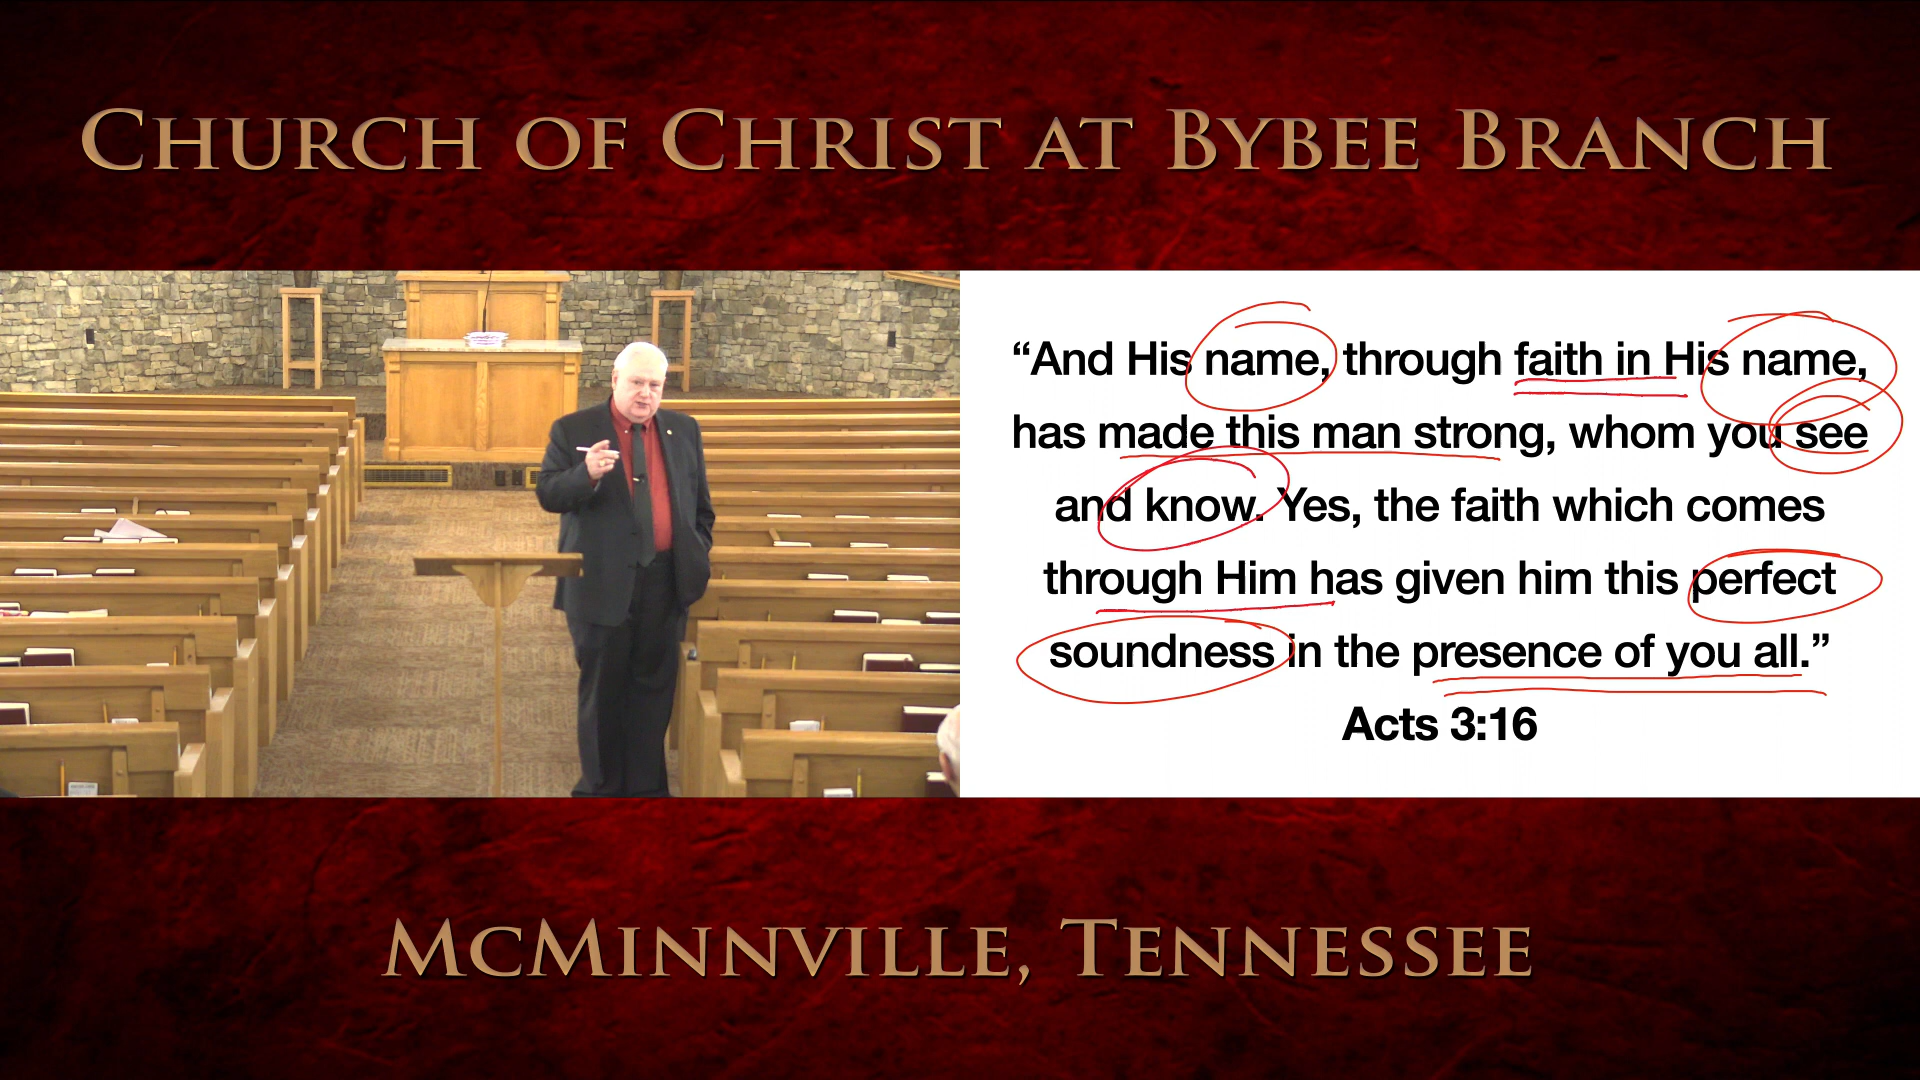 CHURCH OF CHRIST AT BYBEE BRANCH
“And His name, through faith in His name,
has made this man strong, whom you see
and know. Yes, the faith which comes
through Him has given him this perfect
soundness in the presence of you all.”
Acts 3:16
MCMINNVILLE, TENNESSEE